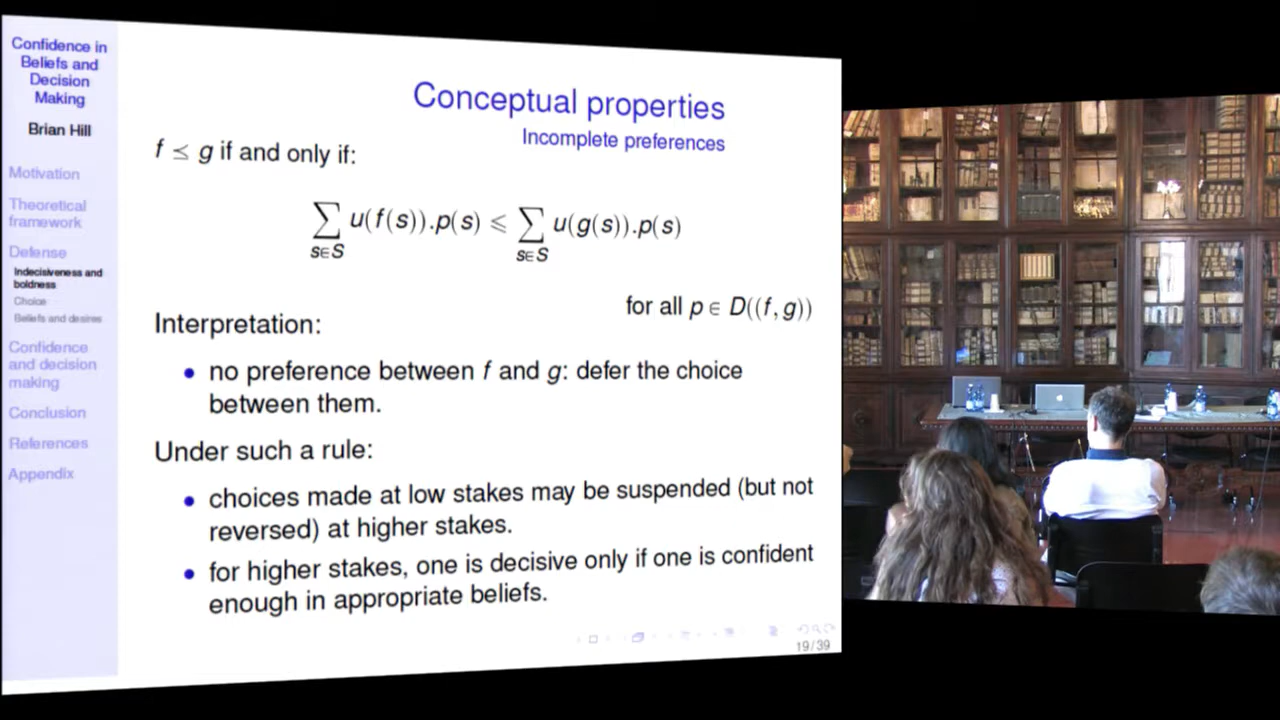 Confidence in
Beliefs and
Decision
Making
Brian Hill
Motivation
Theoretical
framework
Defense
Indecisiveness and
boldness
Choice
Beliefs and desires
Confidence
and decision
making
Conclusion
References
Appendix
Conceptual properties
Incomplete preferences
f ⪯ g if and only if:
∑ u(f(s)).p(s) ⩽ ∑ u(g(s)).p(s)
s∈S s∈S
for all p ∈ D((f, g))
Interpretation:
• no preference between f and g: defer the choice
between them.
Under such a rule:
• choices made at low stakes may be suspended (but not
reversed) at higher stakes.
• for higher stakes, one is decisive only if one is confident
enough in appropriate beliefs.
19/39